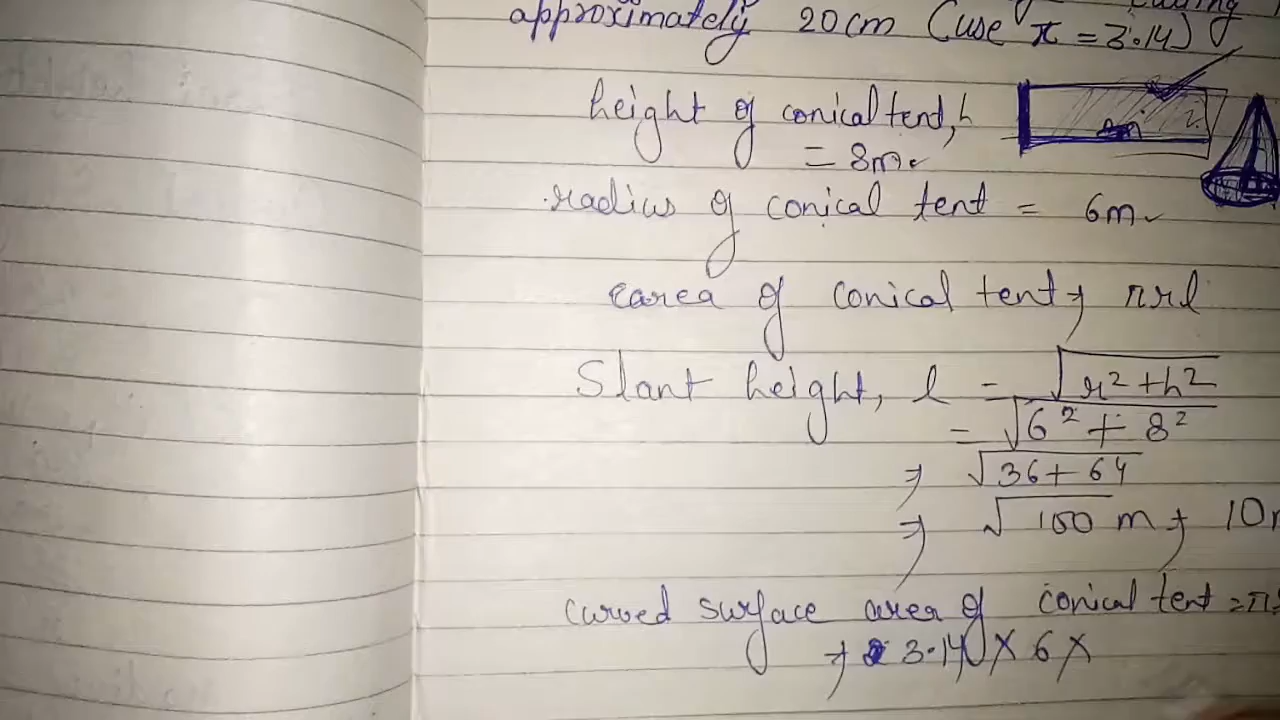 approximately 20cm (use π = 3.14)
height of conical tent, h
= 8m
radius of conical tent = 6m
area of conical tent ⇒ πrl
Slant height, l = √r²+h²
= √6² + 8²
⇒ √36+64
⇒ √100 m ⇒ 10m
curved surface area of conical tent = π
⇒ 3.14 × 6 ×